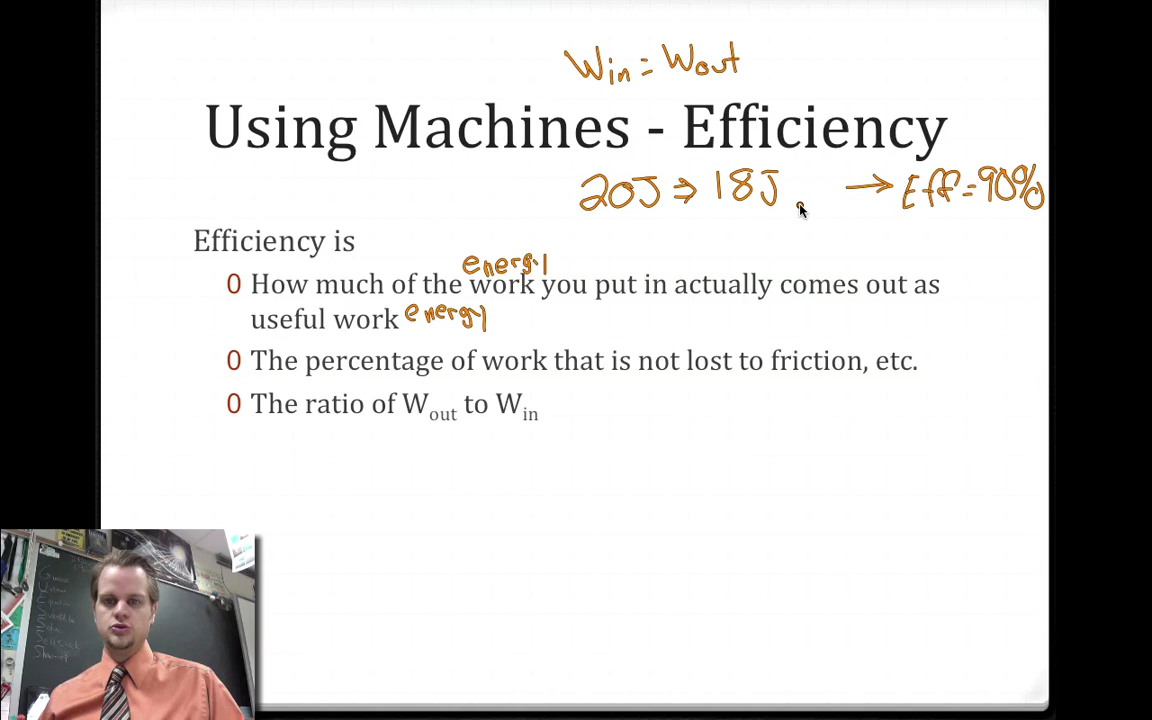 Win = Wout
Using Machines - Efficiency
20J ⇒ 18J → Eff = 90%
Efficiency is
energy
How much of the work you put in actually comes out as
useful work energy
The percentage of work that is not lost to friction, etc.
The ratio of Wout to Win